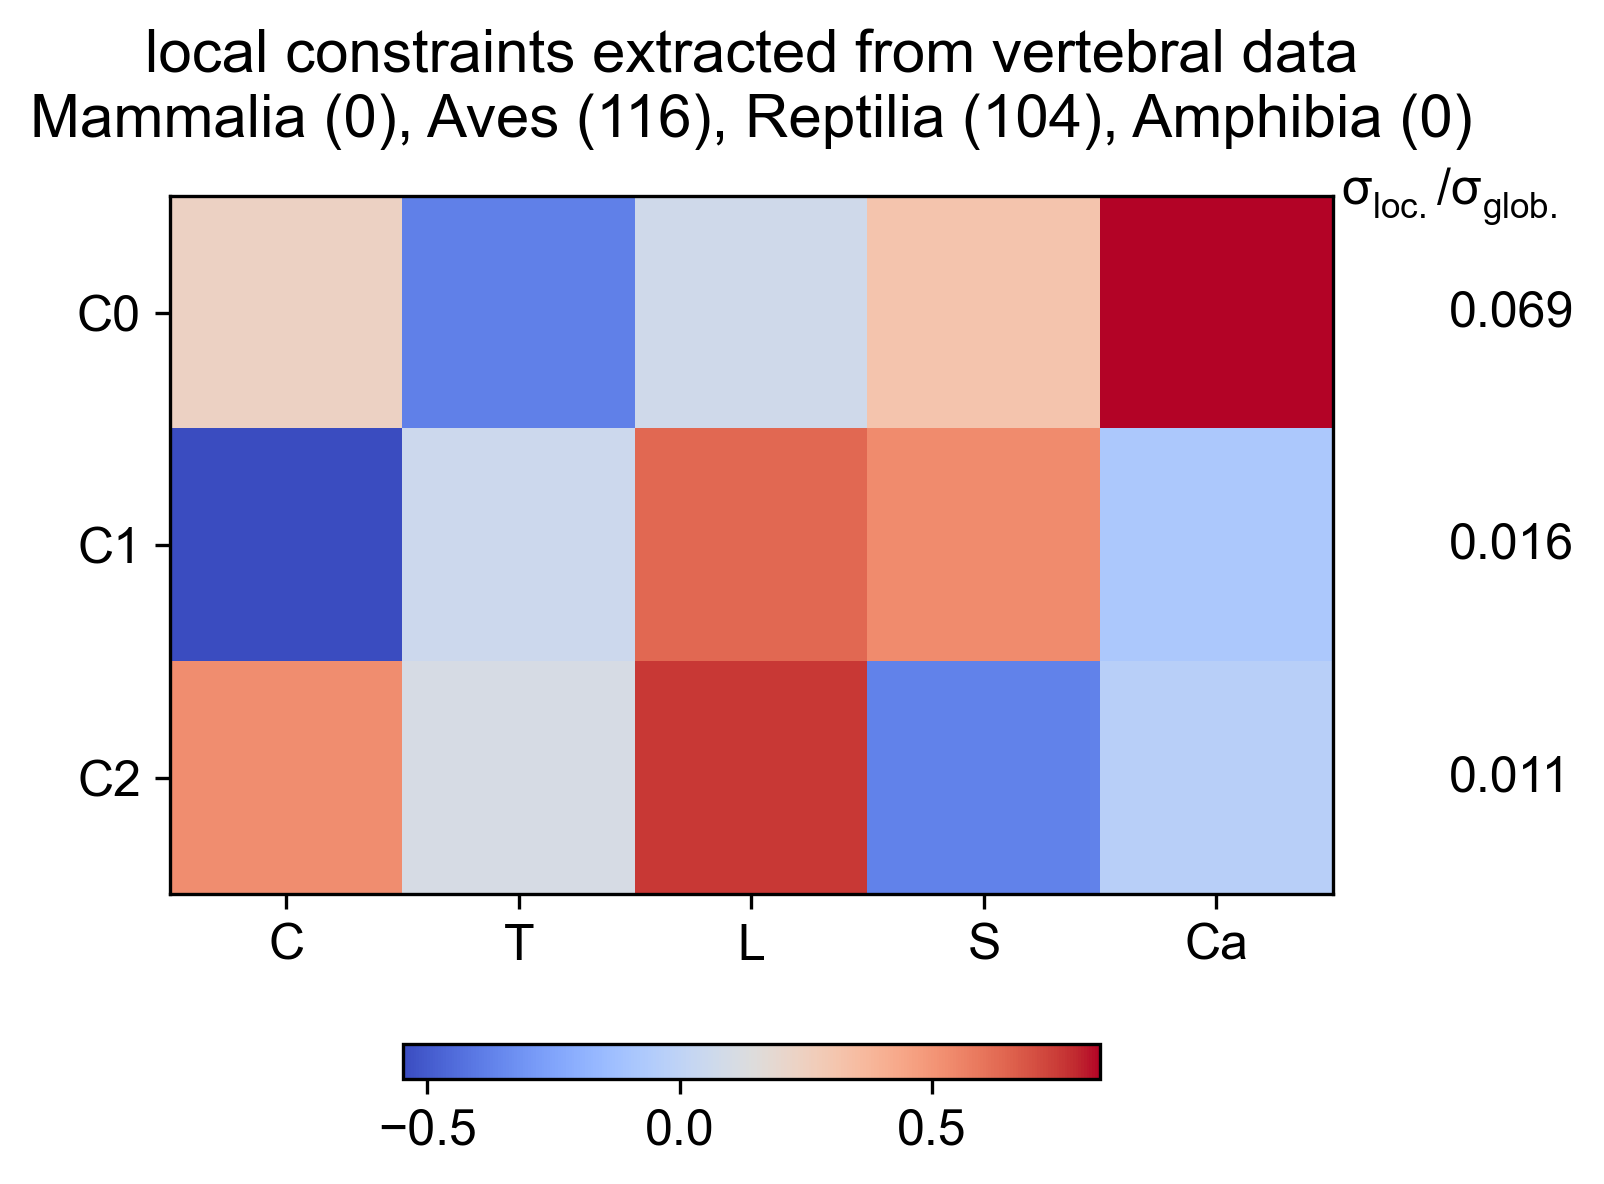 local constraints extracted from vertebral data
Mammalia (0), Aves (116), Reptilia (104), Amphibia (0)
σloc. /σglob.
C0 0.069
C1 0.016
C2 0.011
C T L S Ca
−0.5 0.0 0.5